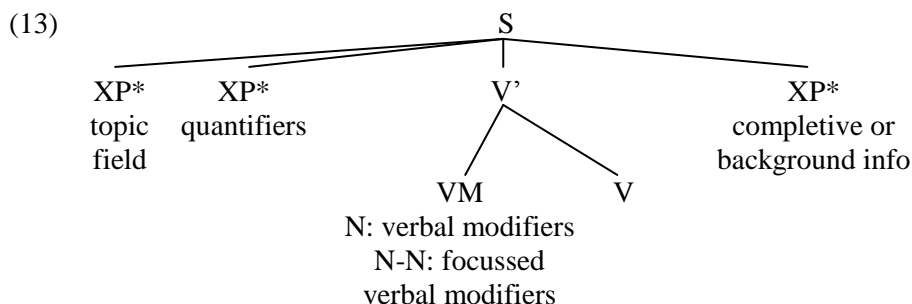 (13) S
XP* XP* V’ XP*
topic quantifiers completive or
field background info
VM V
N: verbal modifiers
N-N: focussed
verbal modifiers